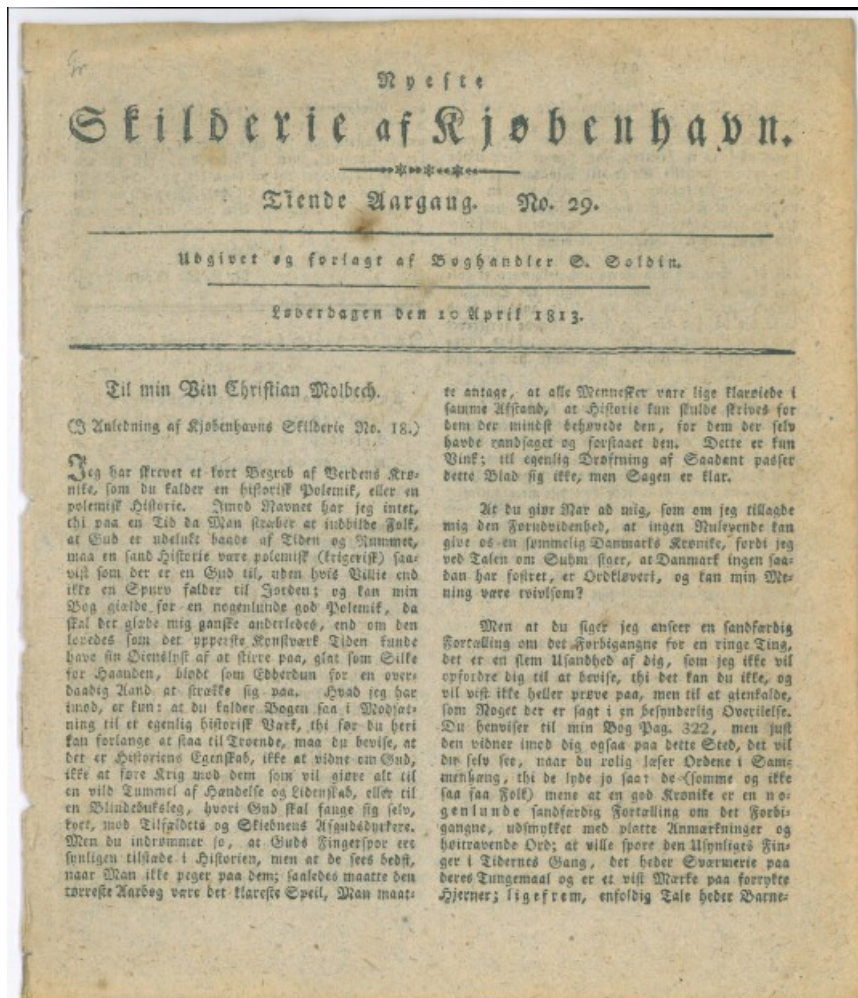 Nyeste
Skilderie af Kjøbenhavn.
Tiende Aargang. No. 29.
Udgivet og forlagt af Boghandler S. Soldin.
Løverdagen den 10 April 1813.
Til min Vin Christian Molbech.
(I Anledning af Kjøbenhavns Skilderie No. 18.)
Jeg har skrevet et kort Begreb af Verdens Krø-
nike, som du kalder en historisk Polemik, eller en
polemisk Historie. Imod Navnet har jeg intet,
thi paa en Tid da Man stræber at indbilde Folk,
at Gud er udelukt baade af Tiden og Rummet,
maa en sand Historie være polemisk (krigerisk) saa-
vist som der er en Gud til, uden hvis Villie end
ikke en Spurv falder til Jorden; og kan min
Bog gielde for en nogenlunde god Polemik, da
skal det glæde mig ganske anderledes, end om den
lovedes som det ypperste Konstværk Tiden kunde
have sin Øienslyst af at stirre paa, glat som Silke
for Haanden, blødt som Edderdun for en over-
daadig Aand at strække sig paa. Hvad jeg har
imod, er kun: at du kalder Bogen saa i Modsæt-
ning til et egenlig historisk Værk, thi før du heri
kan forlange at staa til Troende, maa du bevise, at
det er Historiens Egenskab, ikke at vidne om Gud,
ikke at føre Krig mod dem som vil giøre alt til
en vild Tummel af Hændelse og Lidenskab, eller til
en Blindebuksleg, hvori Gud skal fange sig selv,
kort, mod Tilfældets og Skiebnens Afgudsdyrkere.
Men du indrømmer jo, at Guds Fingerspor ere
synligen tilstade i Historien, men at de sees bedst,
naar Man ikke peger paa dem; saaledes maatte den
tørreste Aarbog være det klareste Speil, Man maat-
te antage, at alle Mennesker vare lige klarøiede i
samme Afstand, at Historie kun skulde skrives for
dem der mindst behøvede den, for dem der selv
havde randsaget og forstaaet den. Dette er kun
Vink; til egenlig Drøftning af Saadant passer
dette Blad sig ikke, men Sagen er klar.
At du giør Nar ad mig, som om jeg tillagde
mig den Forudvidenhed, at ingen Nulevende kan
give os en sømmelig Danmarks Krønike, fordi jeg
ved Talen om Suhm siger, at Danmark ingen saa-
dan har fostret, er Ordkløveri, og kan min Me-
ning være tvivlsom?
Men at du siger jeg anseer en sandfærdig
Fortælling om det Forbigangne for en ringe Ting,
det er en slem Usandhed af dig, som jeg ikke vil
opfordre dig til at bevise, thi det kan du ikke, og
vil vist ikke heller prøve paa, men til at gienkalde,
som Noget der er sagt i en besynderlig Overilelse.
Du henviser til min Bog Pag. 322, men just
den vidner imod dig ogsaa paa dette Sted, det vil
du selv see, naar du rolig læser Ordene i Sam-
menhæng, thi de lyde jo saa: de (somme og ikke
saa faa Folk) mene at en god Krønike er en no-
genlunde sandfærdig Fortælling om det Forbi-
gangne, udsmykket med platte Anmærkninger og
høitravende Ord; at ville spore den Usynliges Fin-
ger i Tidernes Gang, det heder Sværmerie paa
deres Tungemaal og er et vist Mærke paa forrykte
Hjerner; ligefrem, enfoldig Tale heder Barne-